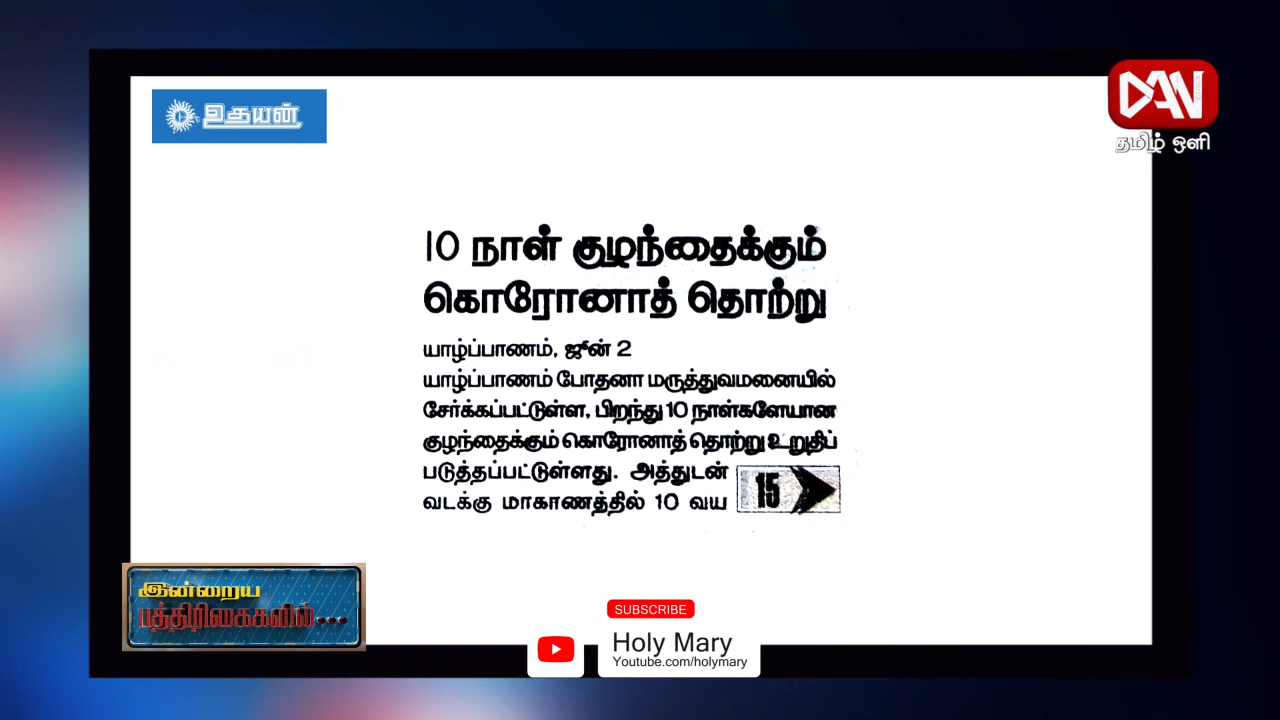 உதயன்
DAN
தமிழ் ஒளி
10 நாள் குழந்தைக்கும்
கொரோனாத் தொற்று
யாழ்ப்பாணம், ஜூன் 2
யாழ்ப்பாணம் போதனா மருத்துவமனையில்
சேர்க்கப்பட்டுள்ள, பிறந்து 10 நாள்களேயான
குழந்தைக்கும் கொரோனாத் தொற்று உறுதிப்
படுத்தப்பட்டுள்ளது. அத்துடன்
வடக்கு மாகாணத்தில் 10 வய
15
இன்றைய
பத்திரிகைகளில்...
SUBSCRIBE
Holy Mary
Youtube.com/holymary